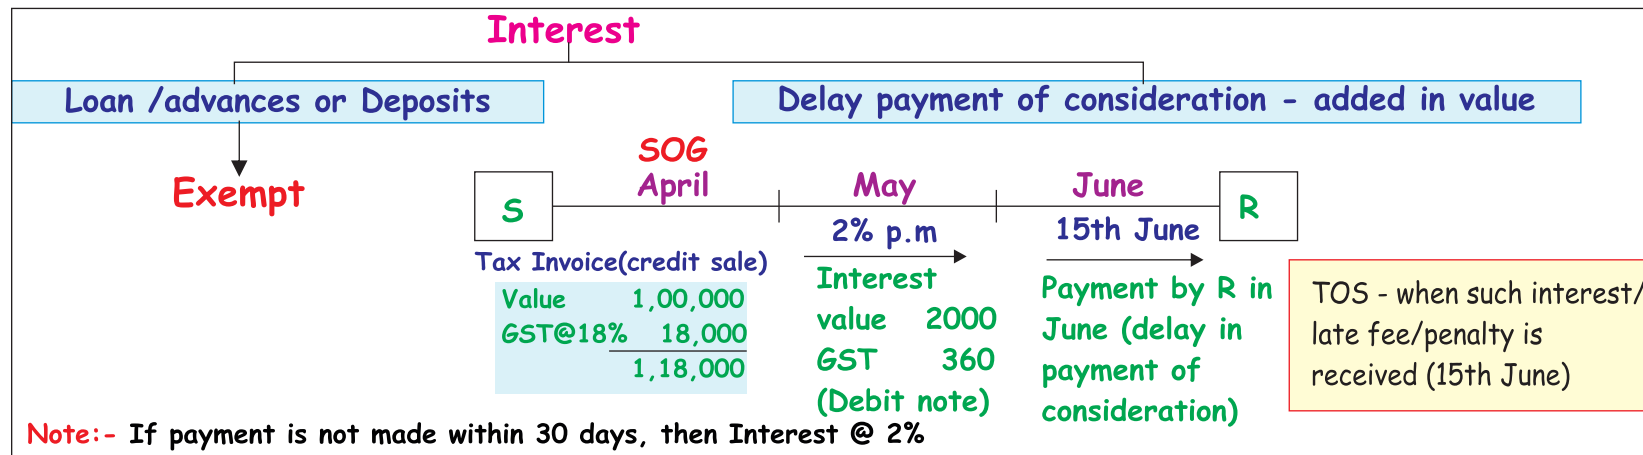 Interest
Loan /advances or Deposits
Delay payment of consideration - added in value
Exempt
SOG
April
May
June
S
R
2% p.m
15th June
Tax Invoice(credit sale)
Value 1,00,000
GST@18% 18,000
1,18,000
Interest
value 2000
GST 360
(Debit note)
Payment by R in
June (delay in
payment of
consideration)
TOS - when such interest/
late fee/penalty is
received (15th June)
Note:- If payment is not made within 30 days, then Interest @ 2%